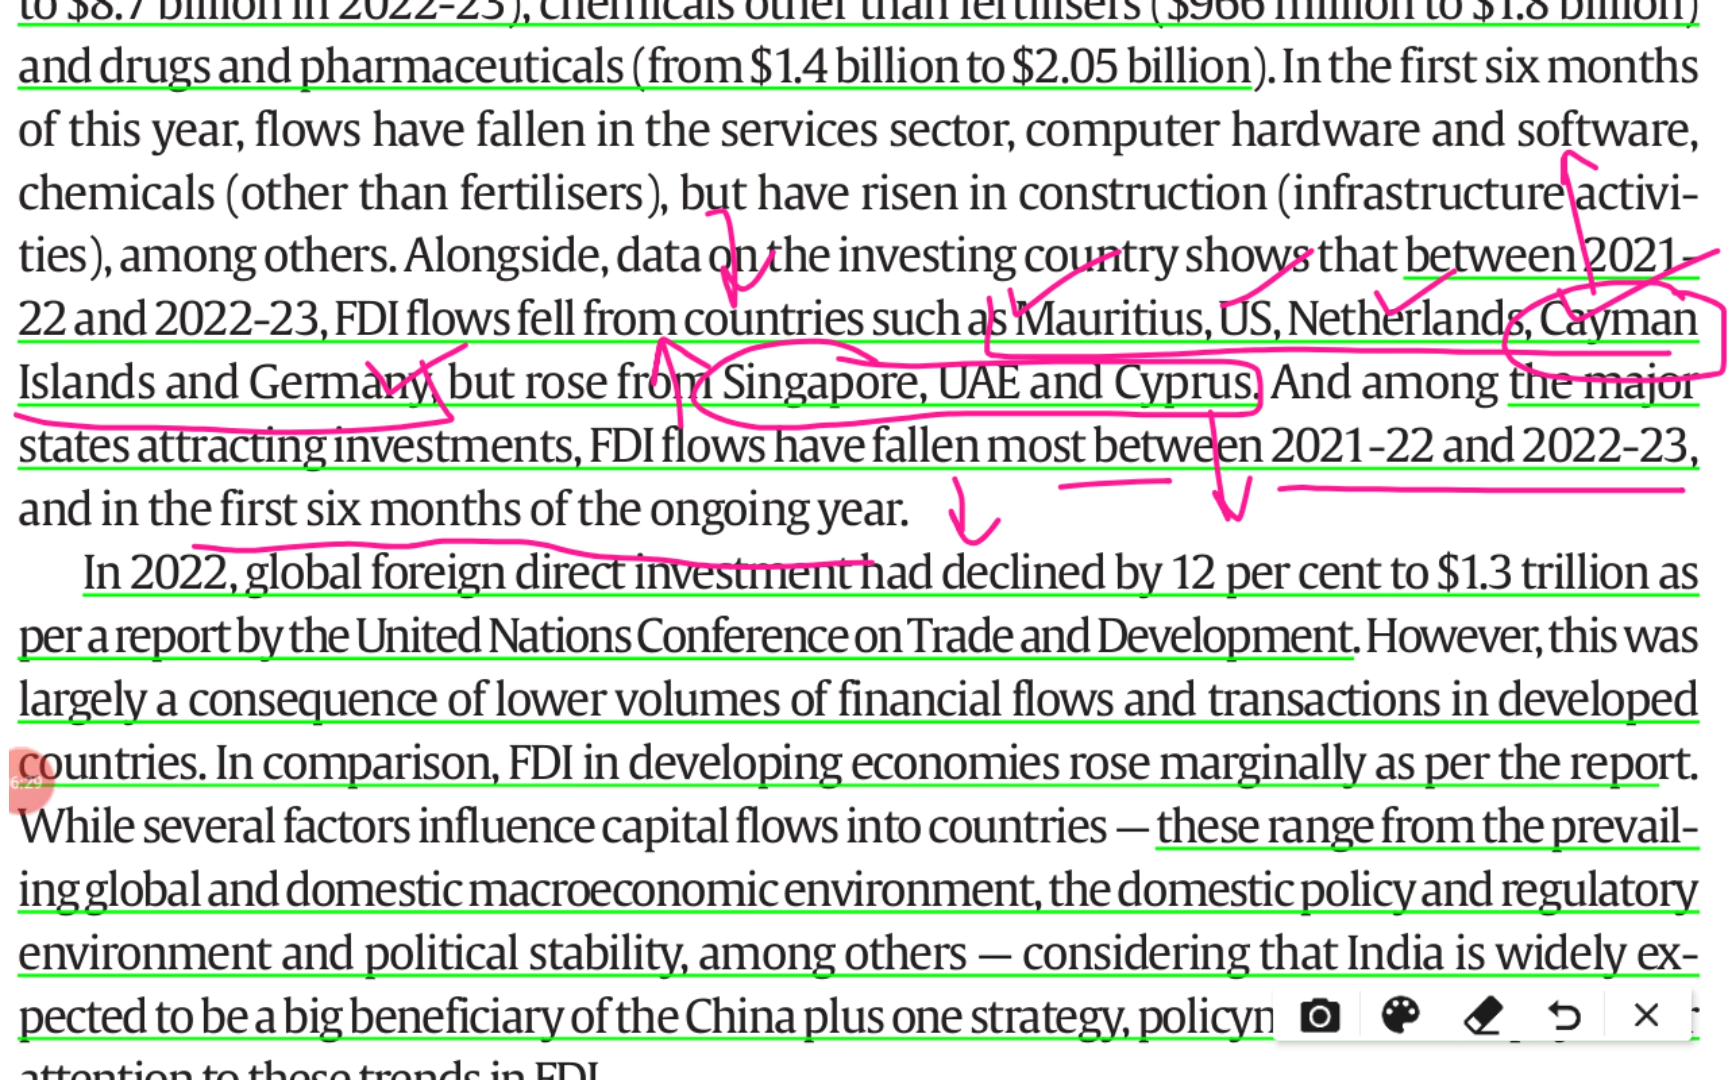 to $8.7 billion in 2022-23), chemicals other than fertilisers ($966 million to $1.8 billion)
and drugs and pharmaceuticals (from $1.4 billion to $2.05 billion). In the first six months
of this year, flows have fallen in the services sector, computer hardware and software,
chemicals (other than fertilisers), but have risen in construction (infrastructure activi-
ties), among others. Alongside, data on the investing country shows that between 2021-
22 and 2022-23, FDI flows fell from countries such as Mauritius, US, Netherlands, Cayman
Islands and Germany, but rose from Singapore, UAE and Cyprus. And among the major
states attracting investments, FDI flows have fallen most between 2021-22 and 2022-23,
and in the first six months of the ongoing year.
In 2022, global foreign direct investment had declined by 12 per cent to $1.3 trillion as
per a report by the United Nations Conference on Trade and Development. However, this was
largely a consequence of lower volumes of financial flows and transactions in developed
countries. In comparison, FDI in developing economies rose marginally as per the report.
While several factors influence capital flows into countries — these range from the prevail-
ing global and domestic macroeconomic environment, the domestic policy and regulatory
environment and political stability, among others — considering that India is widely ex-
pected to be a big beneficiary of the China plus one strategy,
attention to these trends in FDI.
6:29